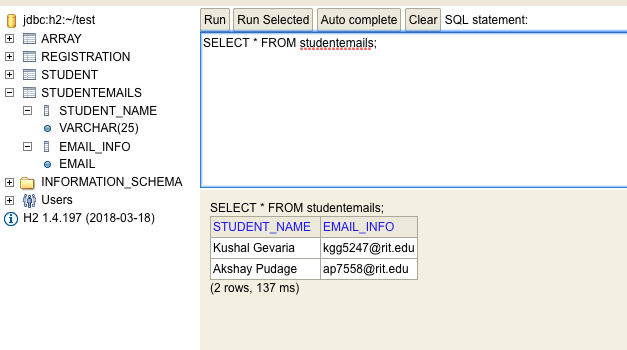 jdbc:h2:~/test
ARRAY
REGISTRATION
STUDENT
STUDENTEMAILS
STUDENT_NAME
VARCHAR(25)
EMAIL_INFO
EMAIL
INFORMATION_SCHEMA
Users
H2 1.4.197 (2018-03-18)
Run Run Selected Auto complete Clear SQL statement:
SELECT * FROM studentemails;
SELECT * FROM studentemails;
STUDENT_NAME EMAIL_INFO
Kushal Gevaria kgg5247@rit.edu
Akshay Pudage ap7558@rit.edu
(2 rows, 137 ms)